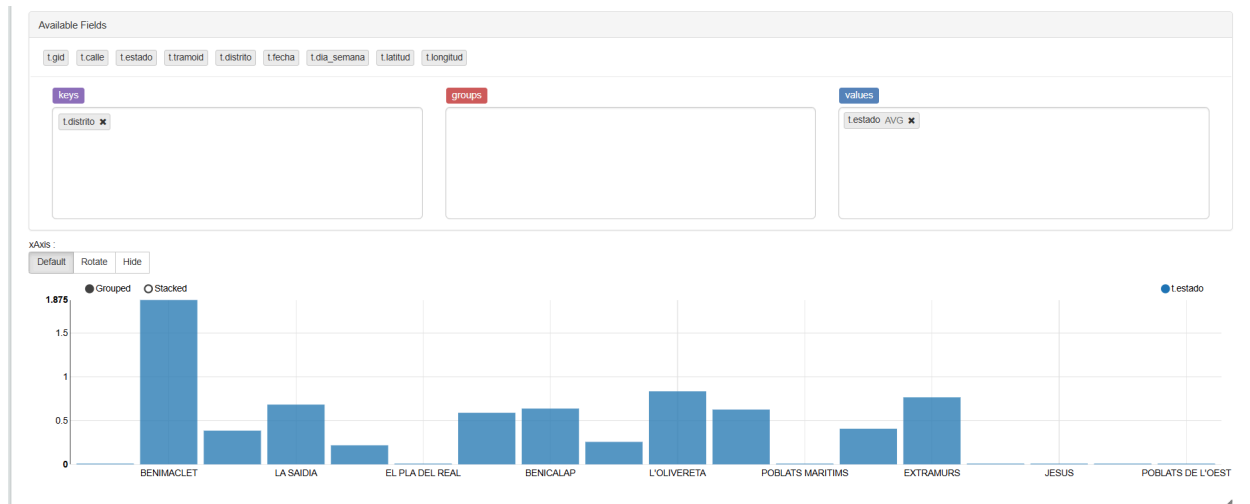 Available Fields
t.gid t.calle t.estado t.tramoid t.distrito t.fecha t.dia_semana t.latitud t.longitud
keys groups values
t.distrito ✖ t.estado AVG ✖
xAxis :
Default Rotate Hide
Grouped Stacked t.estado
1.875
1.5
1
0.5
0
BENIMACLET LA SAIDIA EL PLA DEL REAL BENICALAP L'OLIVERETA POBLATS MARITIMS EXTRAMURS JESUS POBLATS DE L'OEST